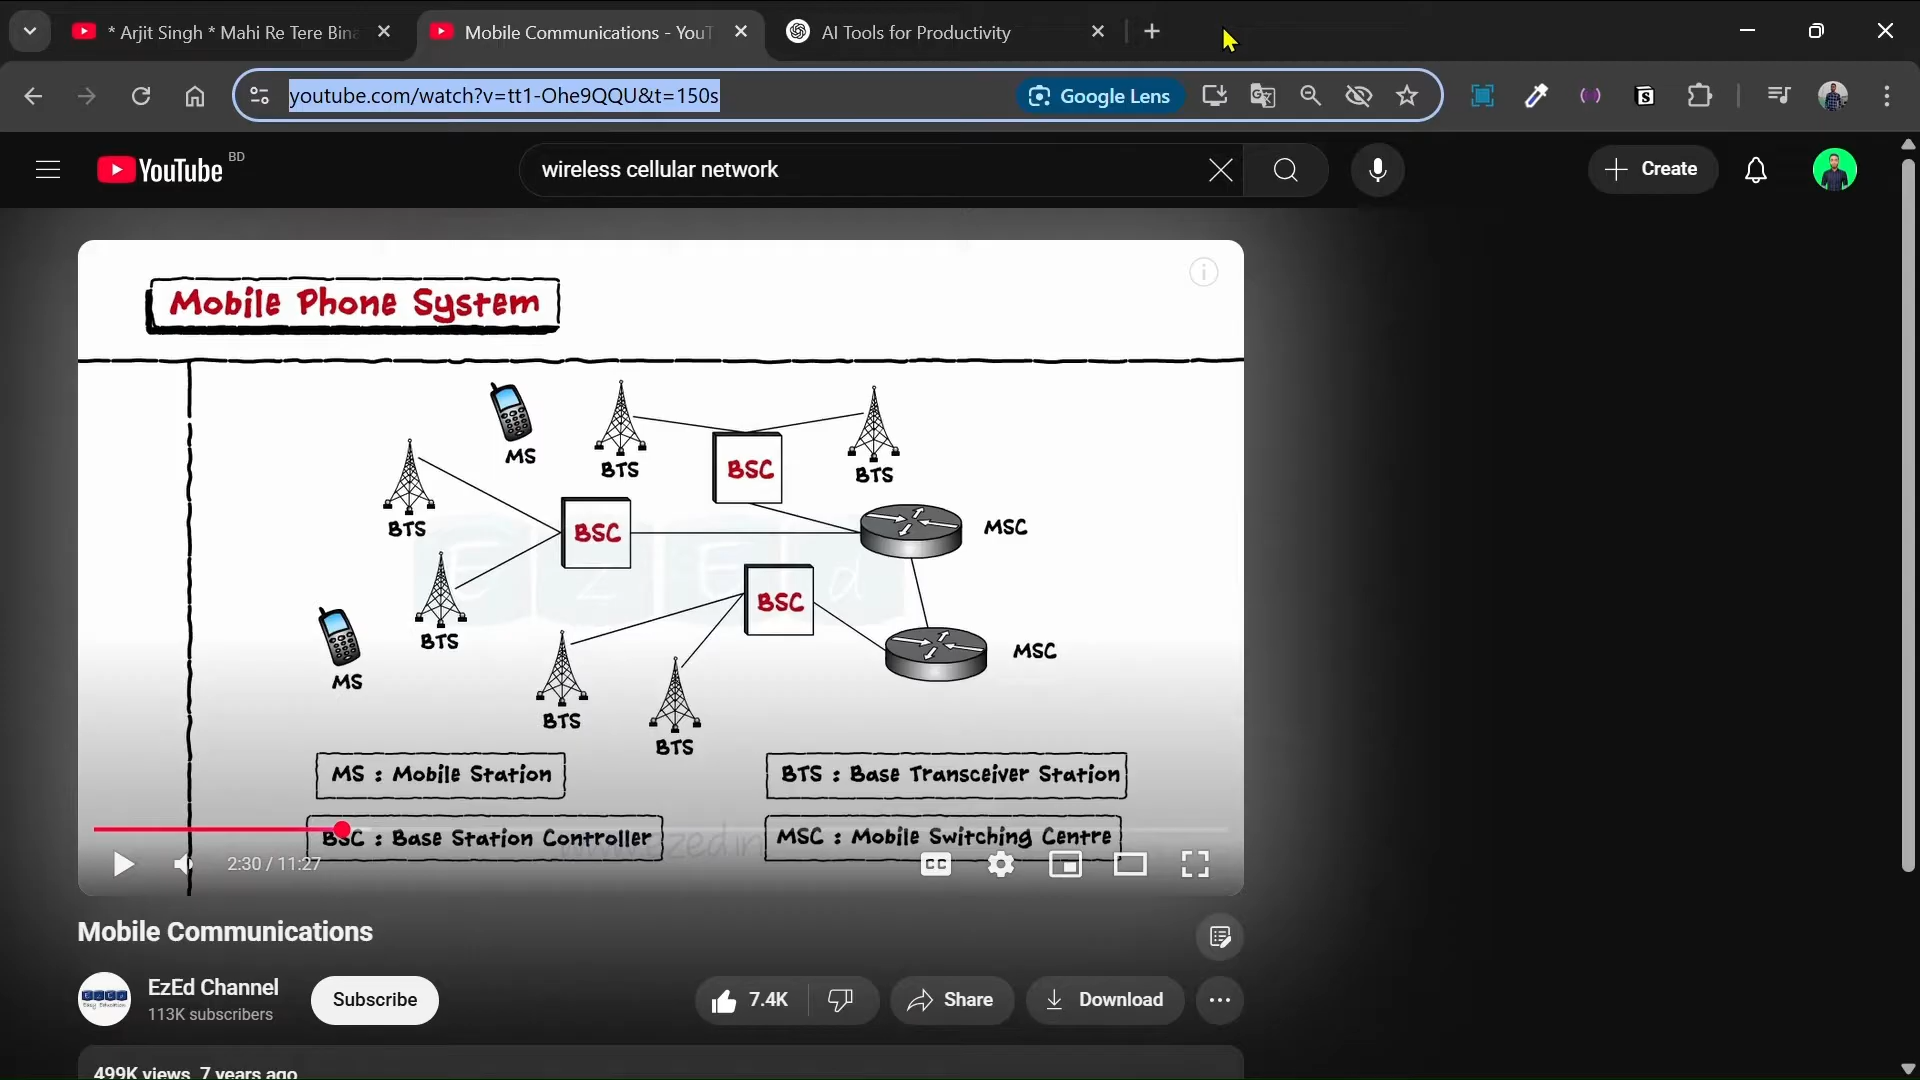 * Arjit Singh * Mahi Re Tere Bina
Mobile Communications - YouT
AI Tools for Productivity
youtube.com/watch?v=tt1-Ohe9QQU&t=150s
Google Lens
YouTube BD
wireless cellular network
Create
Mobile Phone System
MS
BTS
BSC
BTS
BTS
BSC
MSC
BTS
BSC
MS
MSC
BTS
BTS
MS : Mobile Station
BTS : Base Transceiver Station
BSC : Base Station Controller
MSC : Mobile Switching Centre
2:30 / 11:27
CC
Mobile Communications
EzEd Channel
113K subscribers
Subscribe
7.4K
Share
Download
499K views 7 years ago